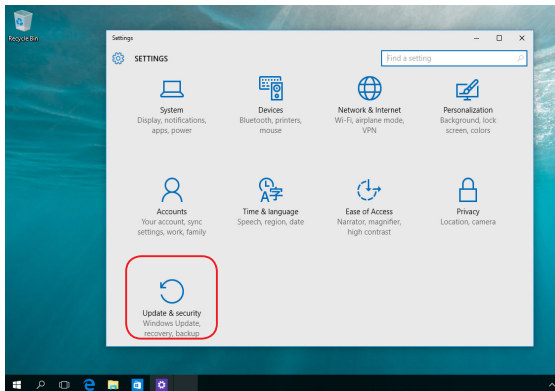 Recycle Bin
Settings
SETTINGS
Find a setting
System
Display, notifications,
apps, power
Devices
Bluetooth, printers,
mouse
Network & Internet
Wi-Fi, airplane mode,
VPN
Personalization
Background, lock
screen, colors
Accounts
Your account, sync
settings, work, family
Time & language
Speech, region, date
Ease of Access
Narrator, magnifier,
high contrast
Privacy
Location, camera
Update & security
Windows Update,
recovery, backup